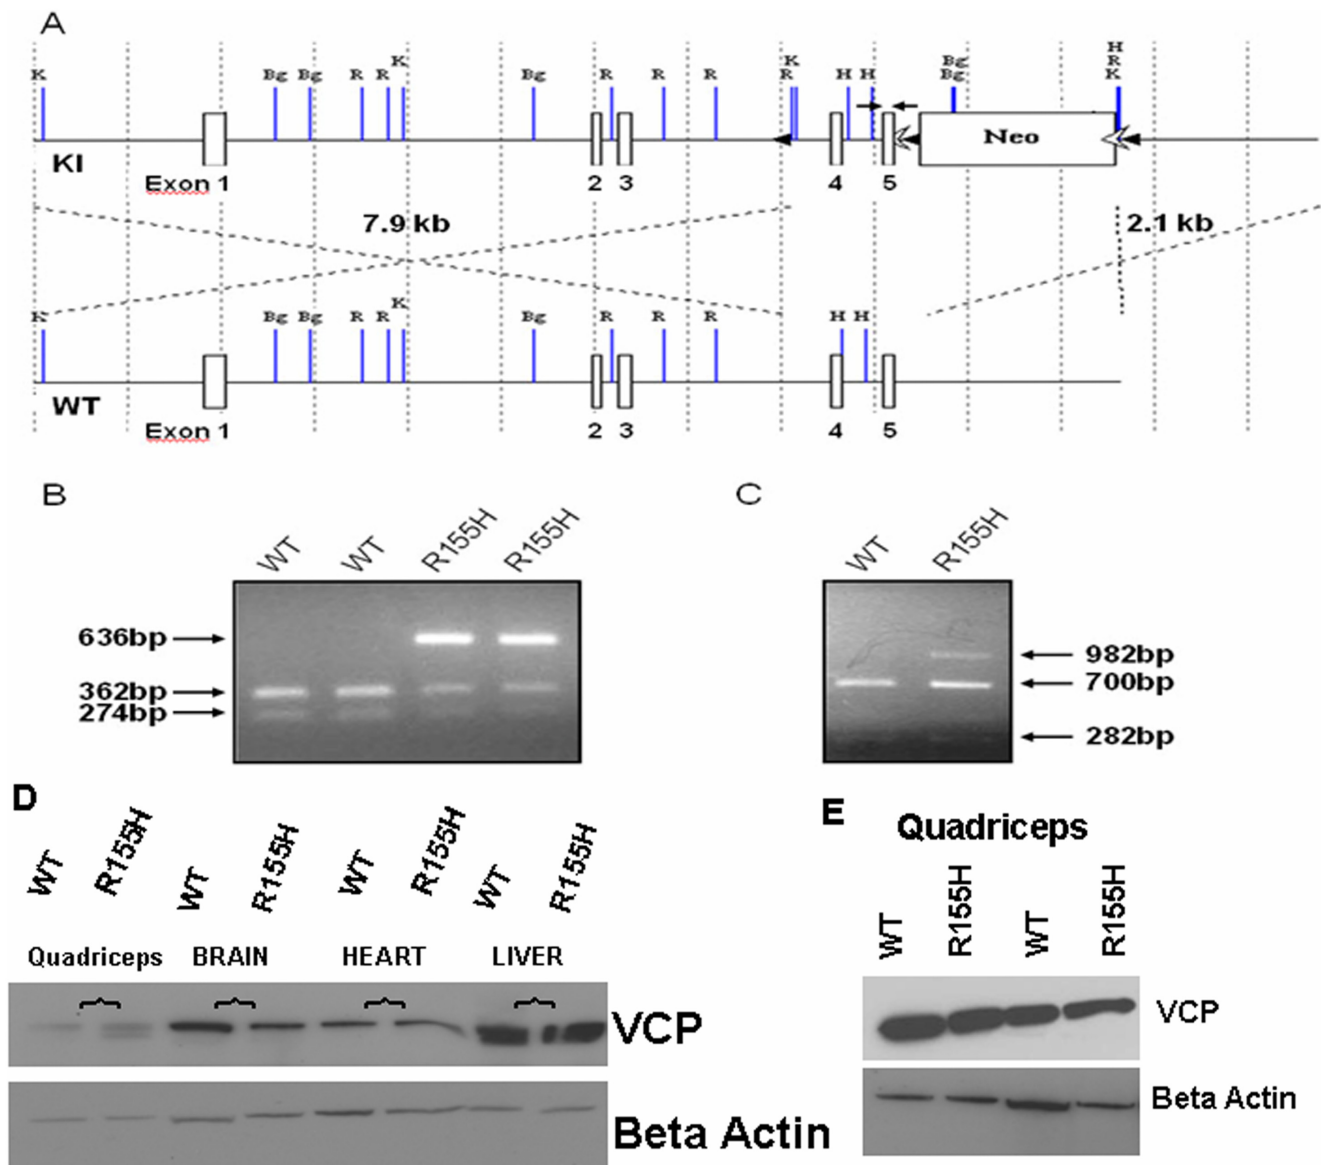 A
H
Bg R
K Bg Bg R R K Bg R R R K R H H Bg K
Neo
KI
Exon 1 2 3 4 5
7.9 kb 2.1 kb
K Bg Bg R R K Bg R R R H H
WT
Exon 1 2 3 4 5
B
WT WT R155H R155H
636bp
362bp
274bp
C
WT R155H
982bp
700bp
282bp
D
WT R155H WT R155H WT R155H WT R155H
Quadriceps BRAIN HEART LIVER
VCP
Beta Actin
E
Quadriceps
WT R155H WT R155H
VCP
Beta Actin